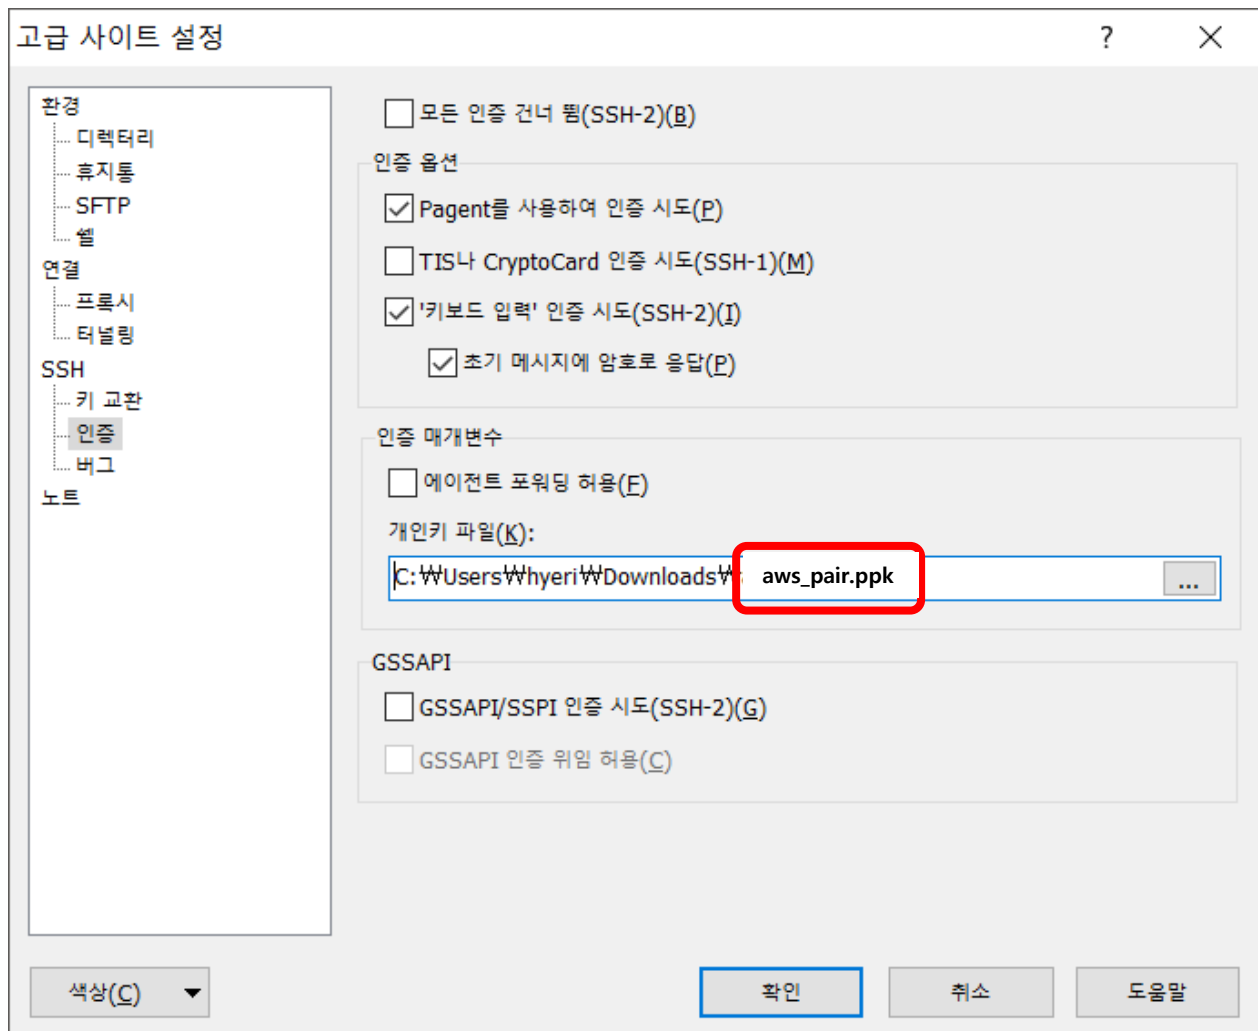 고급 사이트 설정
환경
디렉터리
휴지통
SFTP
쉘
연결
프록시
터널링
SSH
키 교환
인증
버그
노트
모든 인증 건너 뜀(SSH-2)(B)
인증 옵션
Pagent를 사용하여 인증 시도(P)
TIS나 CryptoCard 인증 시도(SSH-1)(M)
'키보드 입력' 인증 시도(SSH-2)(I)
초기 메시지에 암호로 응답(P)
인증 매개변수
에이전트 포워딩 허용(F)
개인키 파일(K):
C:₩Users₩hyeri₩Downloads₩ aws_pair.ppk
...
GSSAPI
GSSAPI/SSPI 인증 시도(SSH-2)(G)
GSSAPI 인증 위임 허용(C)
색상(C)
확인
취소
도움말